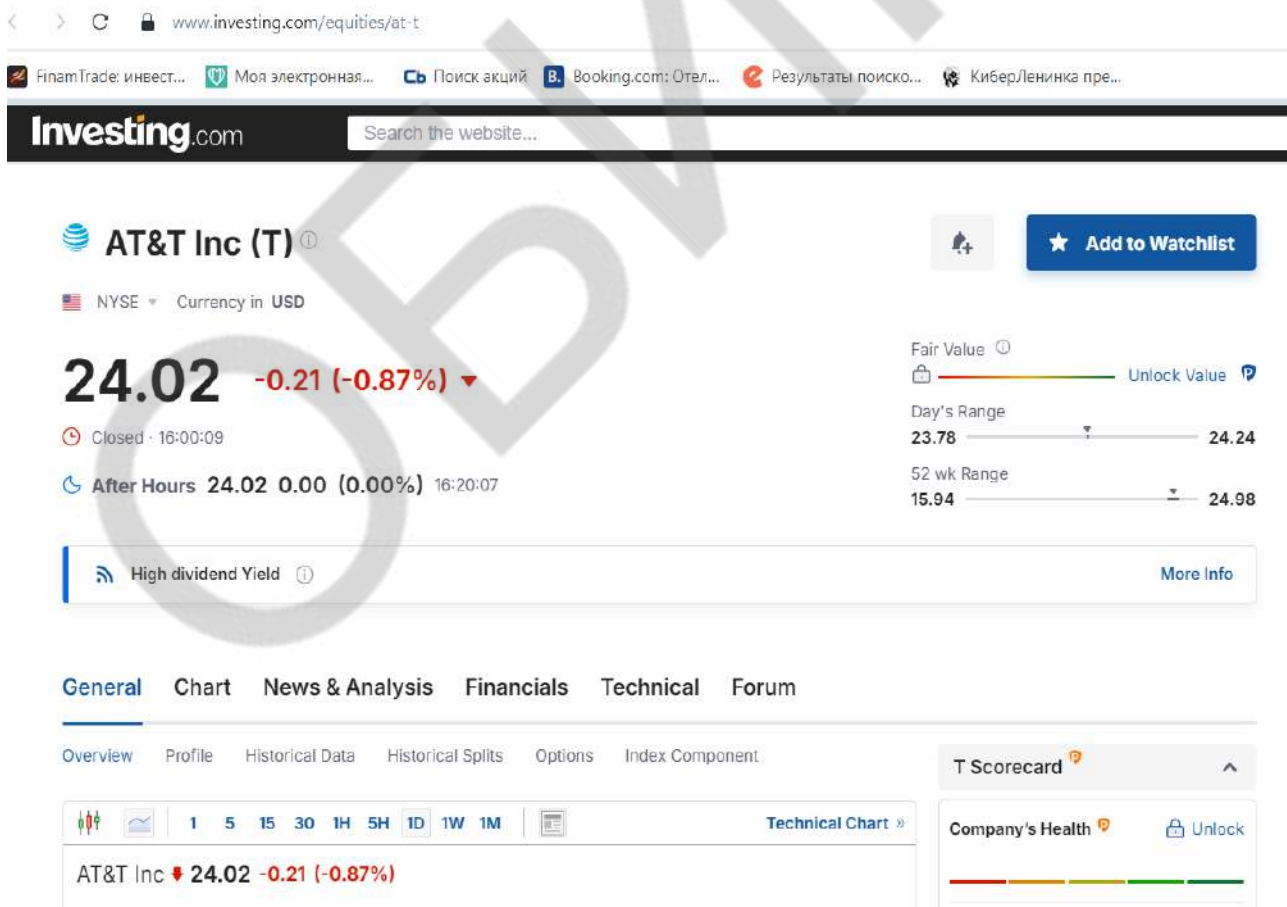 www.investing.com/equities/at-t
FinamTrade: инвест... Моя электронная... Сь Поиск акций B. Booking.com: Отел... Результаты поиско... КиберЛенинка пре...
Investing.com Search the website...
AT&T Inc (T)
Add to Watchlist
NYSE Currency in USD
24.02 -0.21 (-0.87%)
Closed · 16:00:09
After Hours 24.02 0.00 (0.00%) 16:20:07
Fair Value
Unlock Value
Day's Range
23.78 24.24
52 wk Range
15.94 24.98
High dividend Yield More Info
General Chart News & Analysis Financials Technical Forum
Overview Profile Historical Data Historical Splits Options Index Component
1 5 15 30 1H 5H 1D 1W 1M Technical Chart »
AT&T Inc 24.02 -0.21 (-0.87%)
T Scorecard
Company's Health Unlock